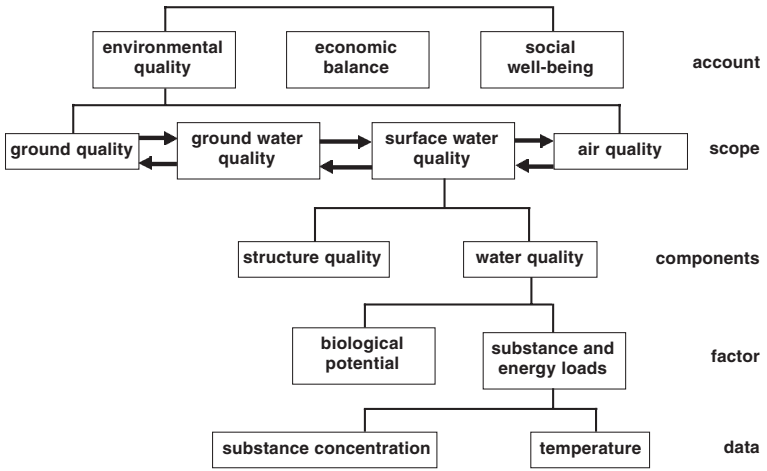 environmental
quality
economic
balance
social
well-being
account
ground quality
ground water
quality
surface water
quality
air quality
scope
structure quality
water quality
components
biological
potential
substance and
energy loads
factor
substance concentration
temperature
data